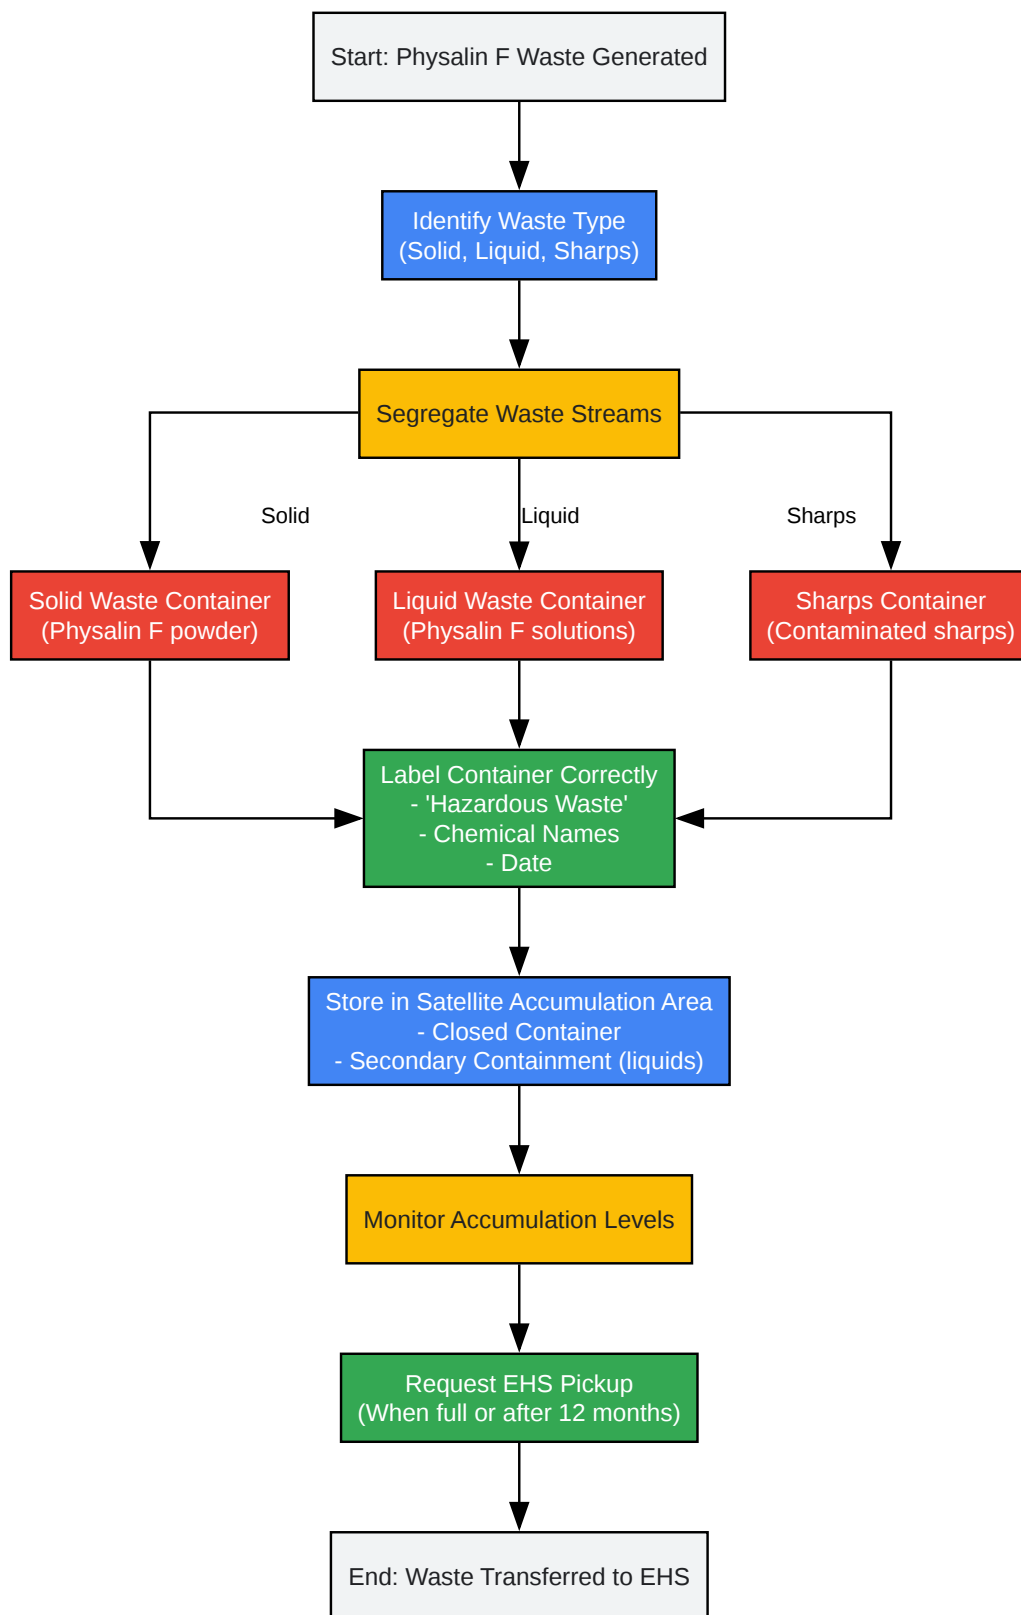 Start: Physalin F Waste Generated
Identify Waste Type
(Solid, Liquid, Sharps)
Segregate Waste Streams
Solid
Liquid
Sharps
Solid Waste Container
(Physalin F powder)
Liquid Waste Container
(Physalin F solutions)
Sharps Container
(Contaminated sharps)
Label Container Correctly
- 'Hazardous Waste'
- Chemical Names
- Date
Store in Satellite Accumulation Area
- Closed Container
- Secondary Containment (liquids)
Monitor Accumulation Levels
Request EHS Pickup
(When full or after 12 months)
End: Waste Transferred to EHS